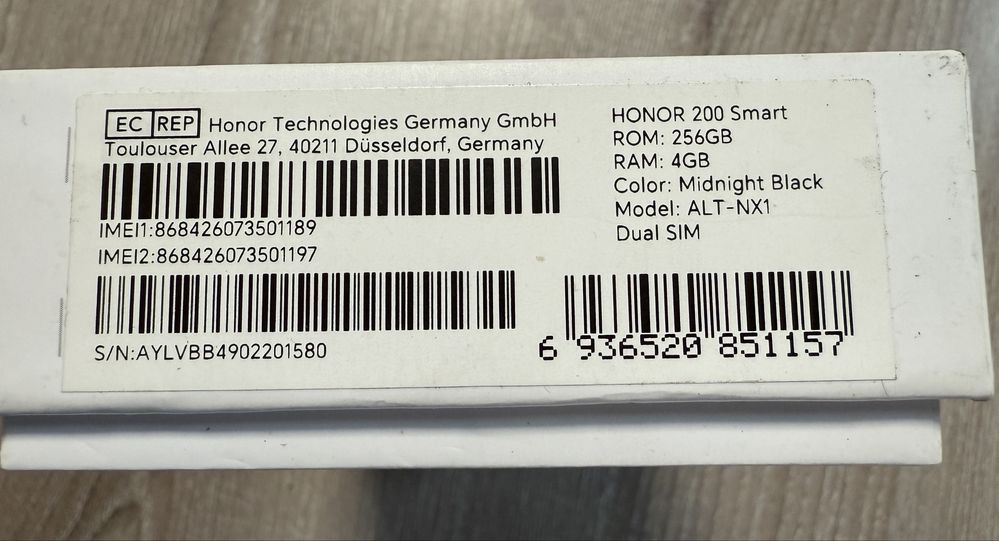 EC REP Honor Technologies Germany GmbH
Toulouser Allee 27, 40211 Düsseldorf, Germany
IMEI1:868426073501189
IMEI2:868426073501197
S/N:AYLVBB4902201580
HONOR 200 Smart
ROM: 256GB
RAM: 4GB
Color: Midnight Black
Model: ALT-NX1
Dual SIM
6 936520 851157